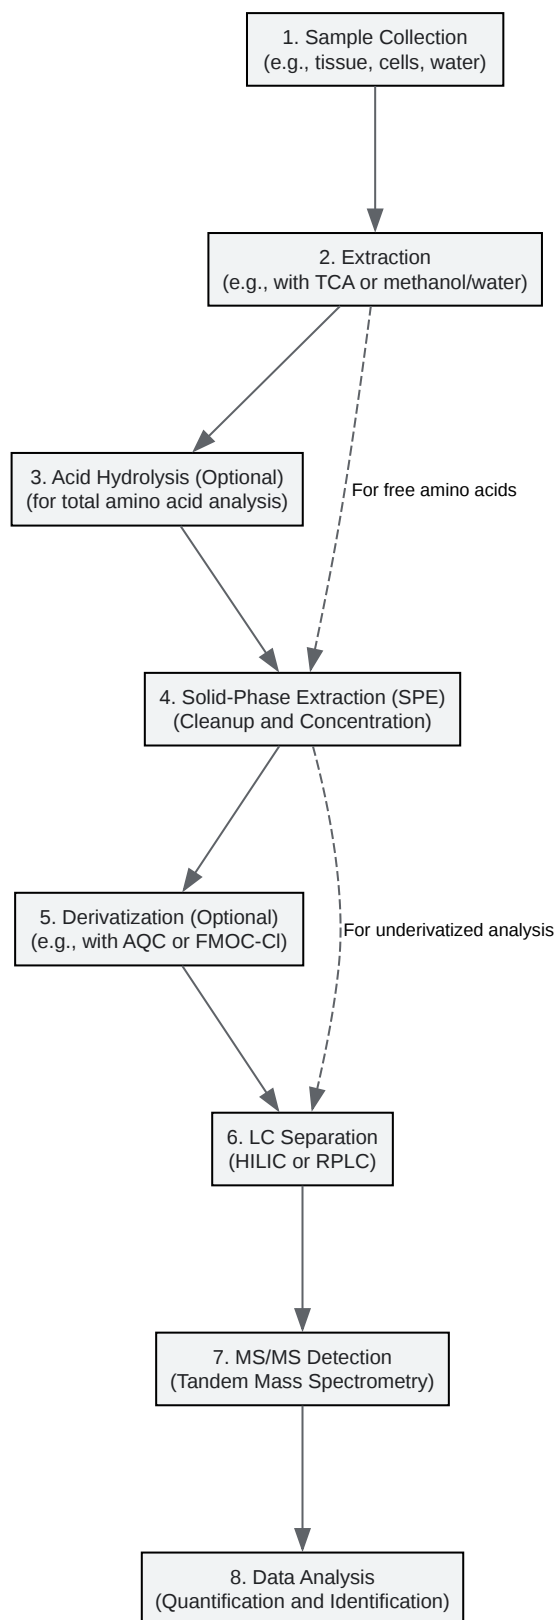 1. Sample Collection
(e.g., tissue, cells, water)
2. Extraction
(e.g., with TCA or methanol/water)
3. Acid Hydrolysis (Optional)
(for total amino acid analysis)
For free amino acids
4. Solid-Phase Extraction (SPE)
(Cleanup and Concentration)
5. Derivatization (Optional)
(e.g., with AQC or FMOC-Cl)
For underivatized analysis
6. LC Separation
(HILIC or RPLC)
7. MS/MS Detection
(Tandem Mass Spectrometry)
8. Data Analysis
(Quantification and Identification)